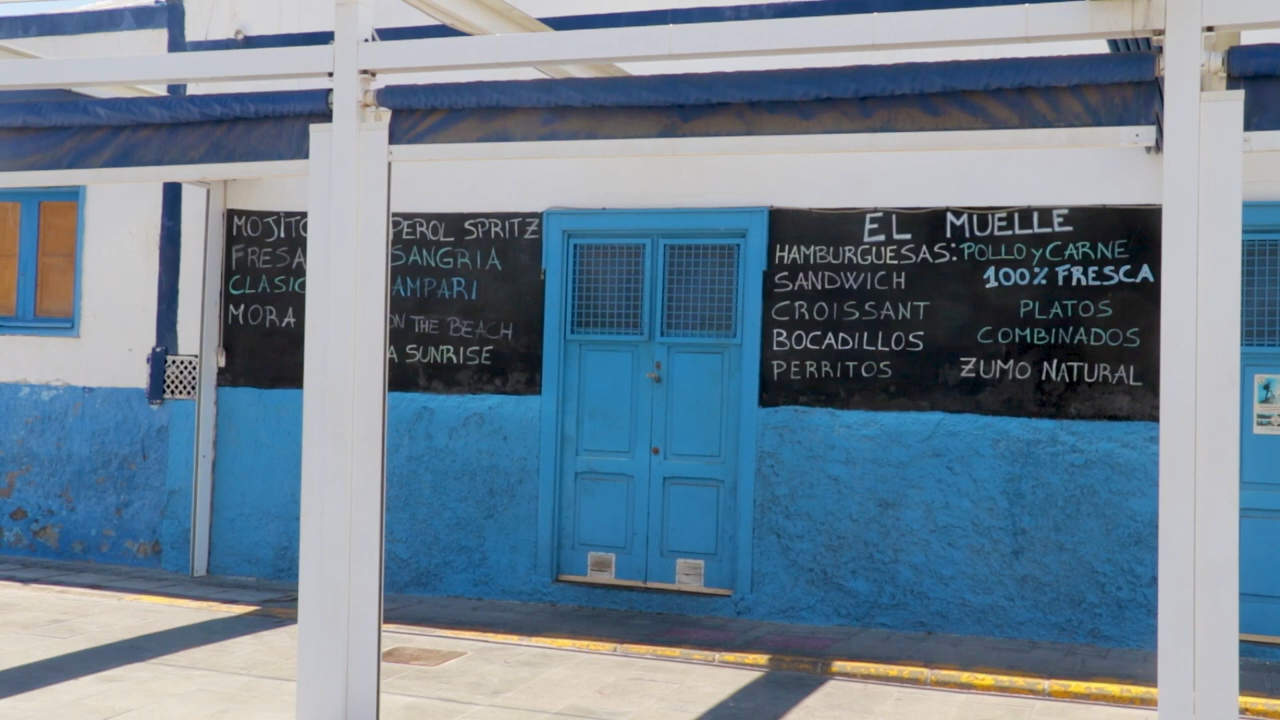 MOJITO
FRESA
CLASIC
MORA
PEROL SPRITZ
SANGRIA
AMPARI
ON THE BEACH
A SUNRISE
EL MUELLE
HAMBURGUESAS: POLLO y CARNE
SANDWICH 100% FRESCA
CROISSANT PLATOS
BOCADILLOS COMBINADOS
PERRITOS ZUMO NATURAL